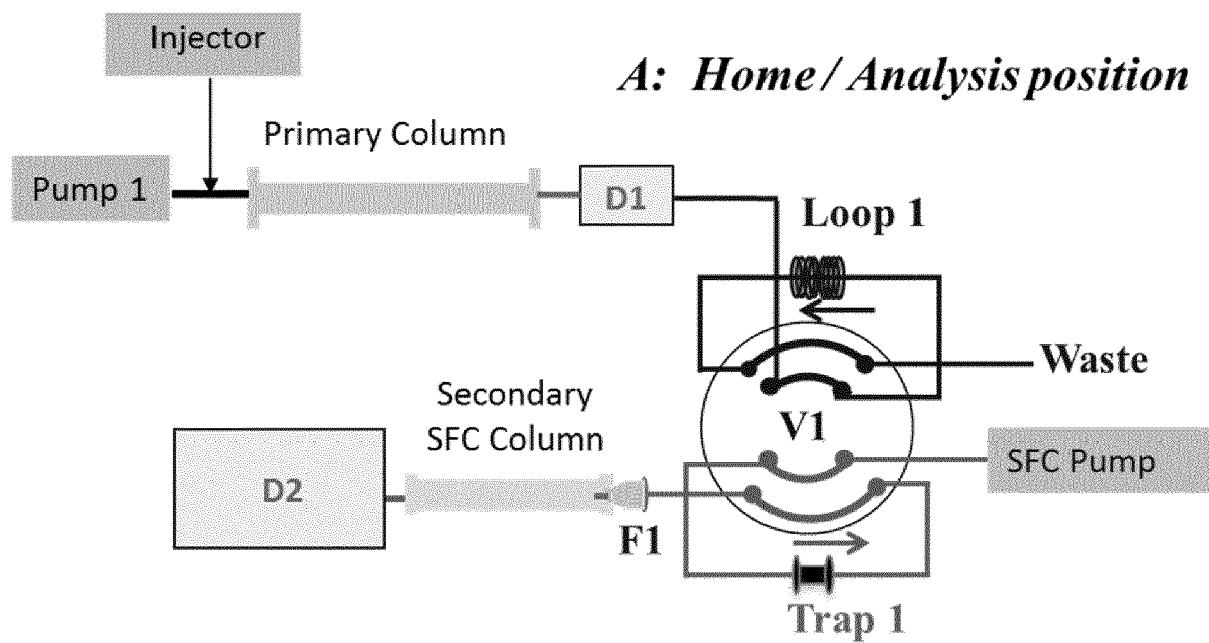 Injector
A: Home / Analysis position
Primary Column
Pump 1
D1
Loop 1
Waste
Secondary
SFC Column
V1
SFC Pump
D2
F1
Trap 1